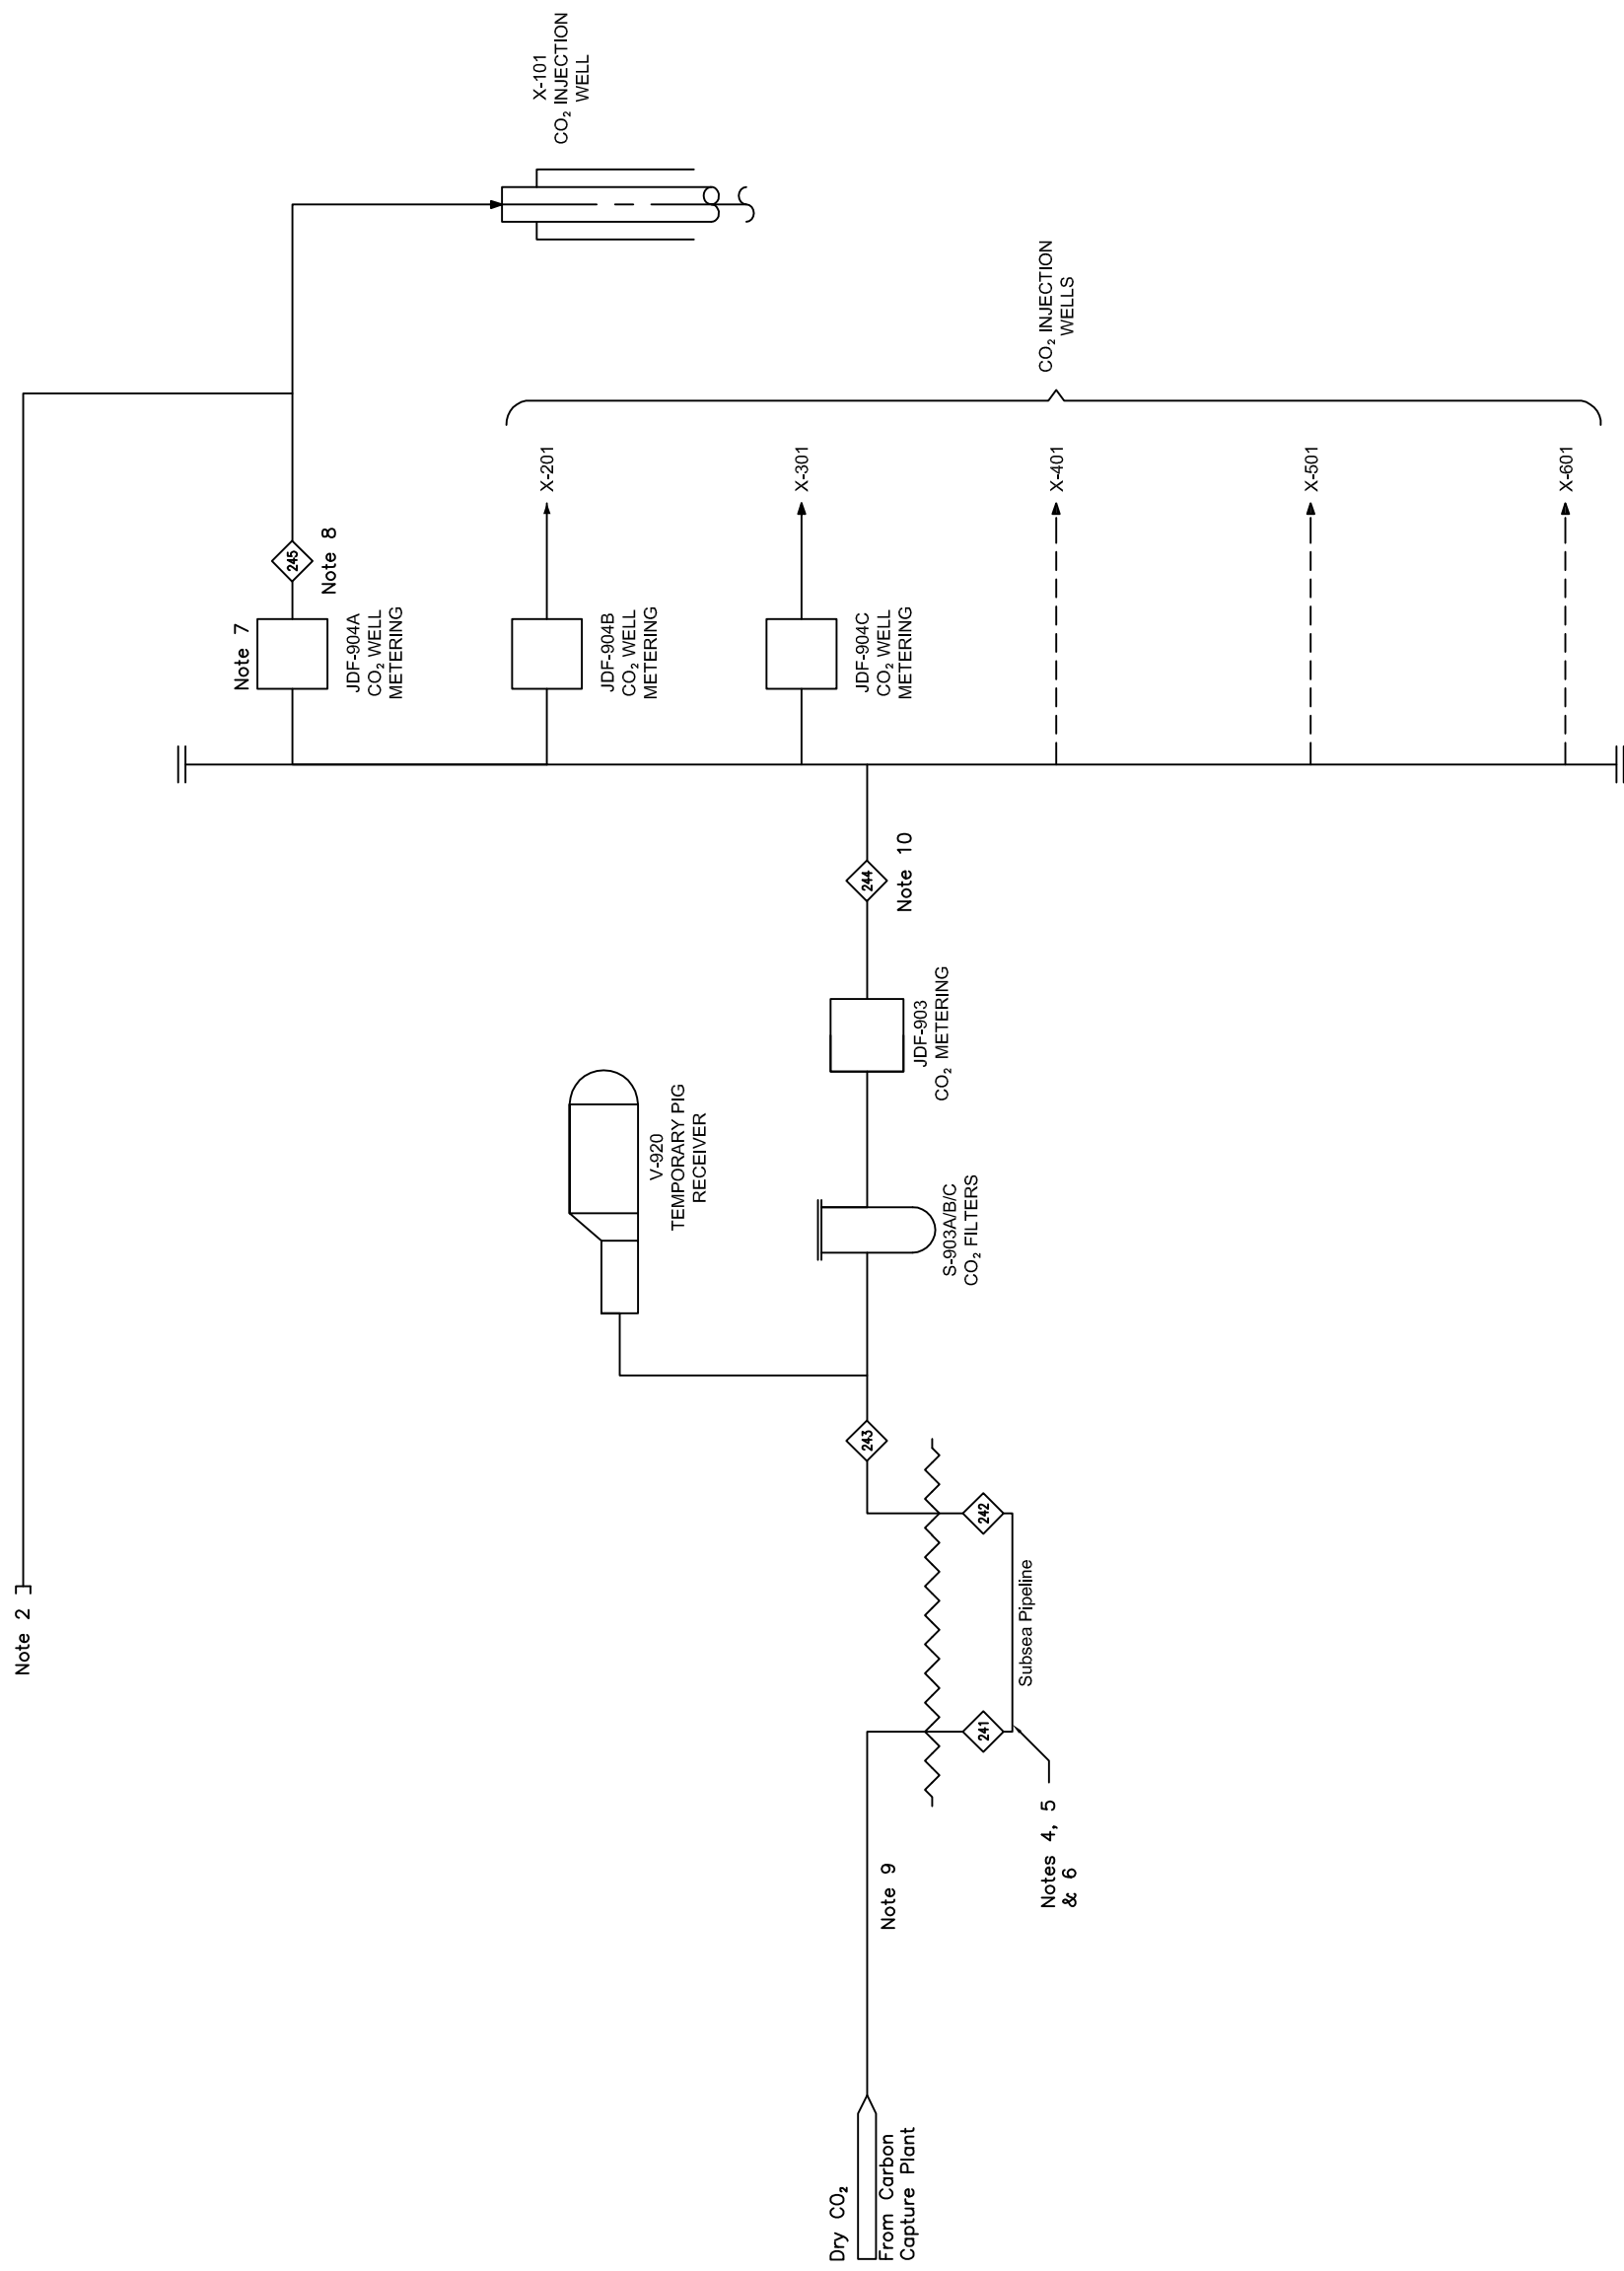 Note 2
X-101
CO₂ INJECTION
WELL
245
Note 8
Note 7
JDF-904A
CO₂ WELL
METERING
X-201
JDF-904B
CO₂ WELL
METERING
X-301
JDF-904C
CO₂ WELL
METERING
X-401
X-501
X-601
CO₂ INJECTION
WELLS
Dry CO₂
From Carbon
Capture Plant
Note 9
241
Notes 4, 5
& 6
Subsea Pipeline
242
243
V-920
TEMPORARY PIG
RECEIVER
S-903A/B/C
CO₂ FILTERS
JDF-903
CO₂ METERING
244
Note 10